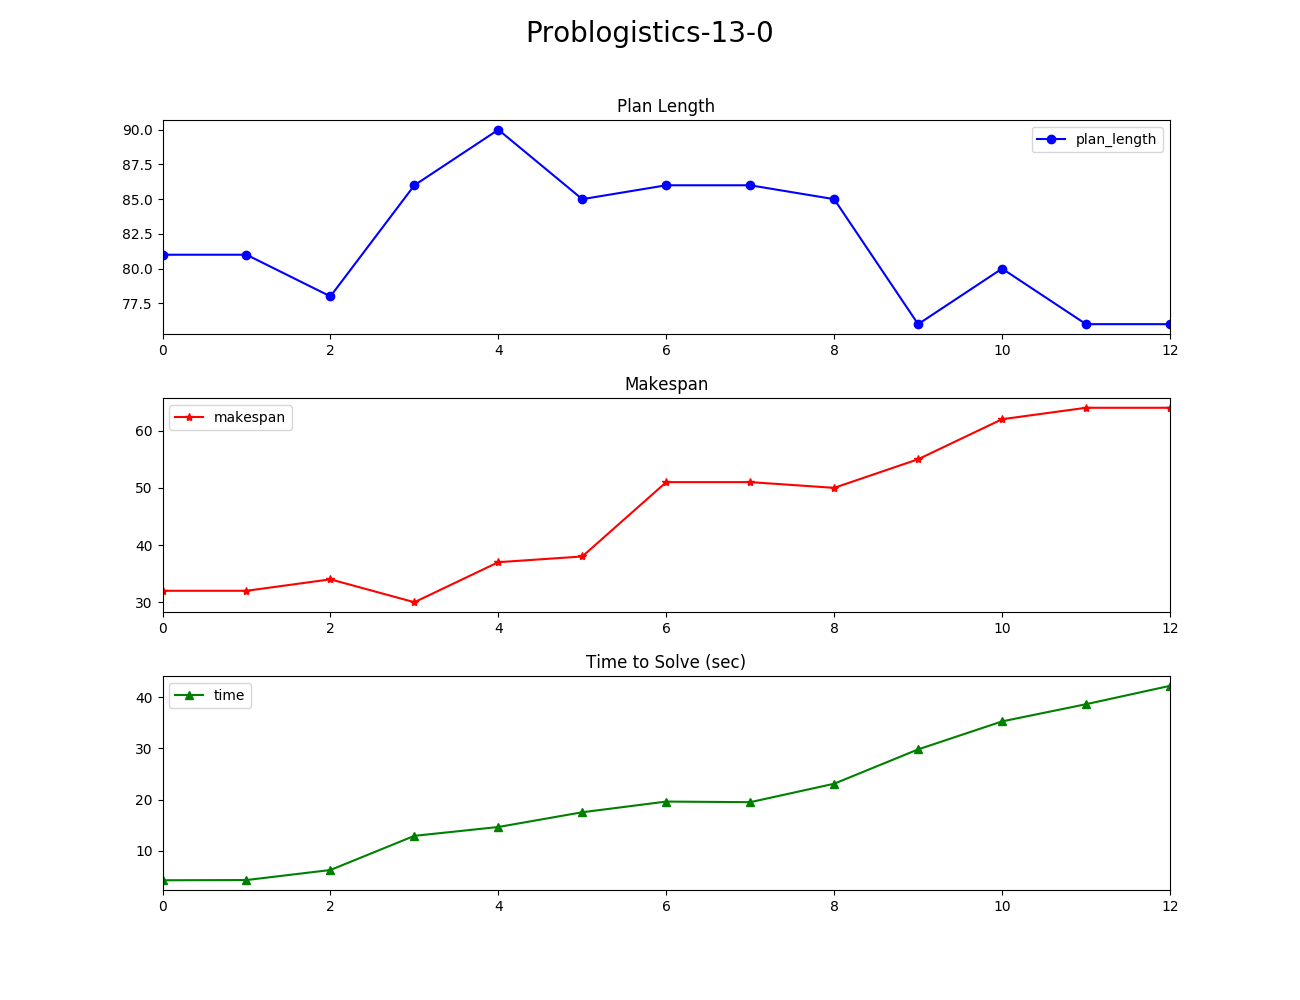 Problogistics-13-0
Plan Length
plan_length
90.0
87.5
85.0
82.5
80.0
77.5
0 2 4 6 8 10 12
Makespan
makespan
60
50
40
30
0 2 4 6 8 10 12
Time to Solve (sec)
time
40
30
20
10
0 2 4 6 8 10 12